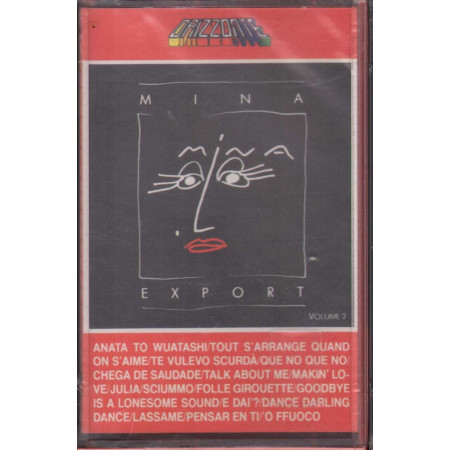 ORIZZONTE
MINA
MINA
EXPORT
VOLUME 2
ANATA TO WUATASHI/TOUT S'ARRANGE QUAND
ON S'AIME/TE VULEVO SCURDÀ/QUE NO QUE NO/
CHEGA DE SAUDADE/TALK ABOUT ME/MAKIN' LO-
VE/JULIA/SCIUMMO/FOLLE GIROUETTE/GOODBYE
IS A LONESOME SOUND/E DAI'?/DANCE DARLING
DANCE/LASSAME/PENSAR EN TI/'O FFUOCO